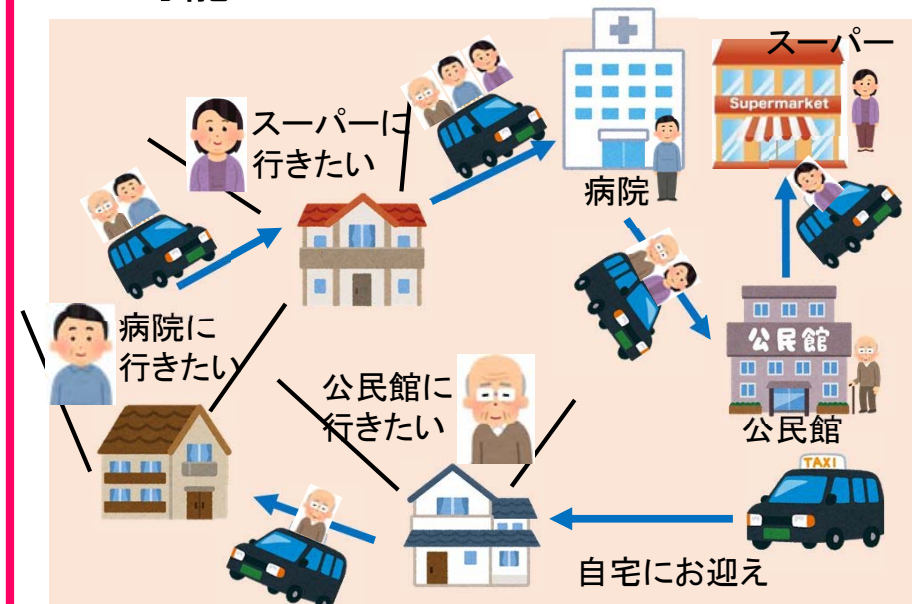 スーパーに
行きたい
病院
スーパー
Supermarket
病院に
行きたい
公民館に
行きたい
公民館
公民館
TAXI
自宅にお迎え